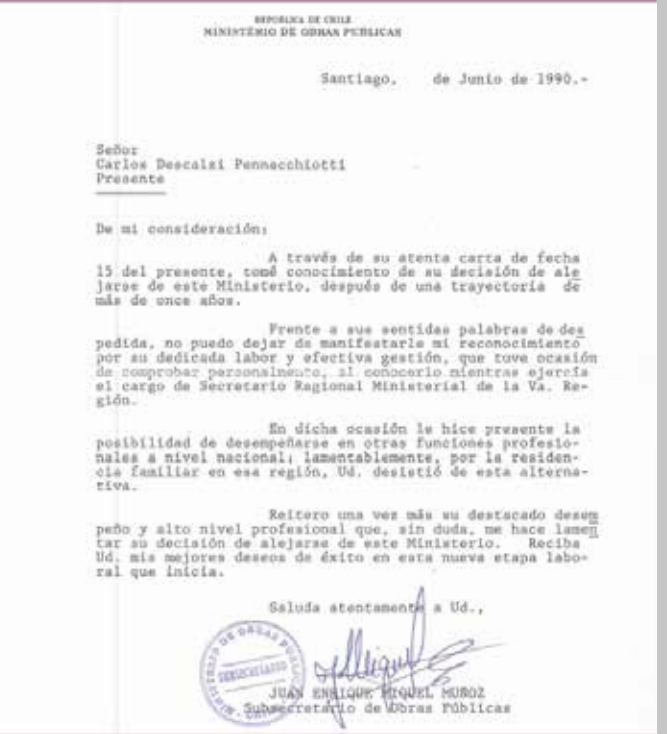 REPÚBLICA DE CHILE
MINISTERIO DE OBRAS PUBLICAS
Santiago,     de Junio de 1990.-
Señor
Carlos Descalzi Pennacchiotti
Presente
De mi consideración:
A través de su atenta carta de fecha
15 del presente, tomé conocimiento de su decisión de ale
jarse de este Ministerio, después de una trayectoria de
más de once años.
Frente a sus sentidas palabras de des
pedida, no puedo dejar de manifestarle mi reconocimiento
por su dedicada labor y efectiva gestión, que tuve ocasión
de comprobar personalmente, al conocerlo mientras ejercía
el cargo de Secretario Regional Ministerial de la Va. Re-
gión.
En dicha ocasión le hice presente la
posibilidad de desempeñarse en otras funciones profesio-
nales a nivel nacional; lamentablemente, por la residen-
cia familiar en esa región, Ud. desistió de esta alterna-
tiva.
Reitero una vez más su destacado desem
peño y alto nivel profesional que, sin duda, me hace lamen
tar su decisión de alejarse de este Ministerio. Reciba
Ud. mis mejores deseos de éxito en esta nueva etapa labo-
ral que inicia.
Saluda atentamente a Ud.,
MINISTERIO DE OBRAS PUBLICAS
SUBSECRETARIO
CHILE
JUAN ENRIQUE MIQUEL MUÑOZ
Subsecretario de Obras Públicas